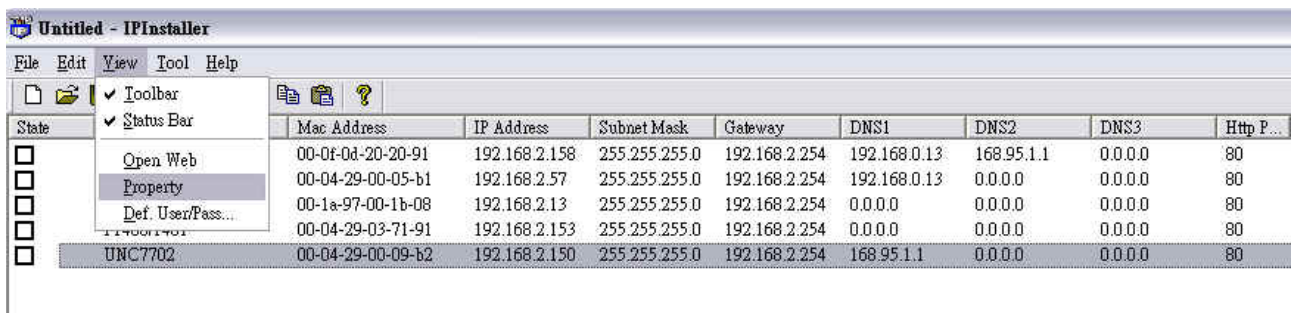 Untitled - IPInstaller
File Edit View Tool Help
Toolbar
Status Bar
Open Web
Property
Def. User/Pass...
State Mac Address IP Address Subnet Mask Gateway DNS1 DNS2 DNS3 Http P...
00-0f-0d-20-20-91 192.168.2.158 255.255.255.0 192.168.2.254 192.168.0.13 168.95.1.1 0.0.0.0 80
00-04-29-00-05-b1 192.168.2.57 255.255.255.0 192.168.2.254 192.168.0.13 0.0.0.0 0.0.0.0 80
00-1a-97-00-1b-08 192.168.2.13 255.255.255.0 192.168.2.254 0.0.0.0 0.0.0.0 0.0.0.0 80
00-04-29-03-71-91 192.168.2.153 255.255.255.0 192.168.2.254 0.0.0.0 0.0.0.0 0.0.0.0 80
UNC7702 00-04-29-00-09-b2 192.168.2.150 255.255.255.0 192.168.2.254 168.95.1.1 0.0.0.0 0.0.0.0 80